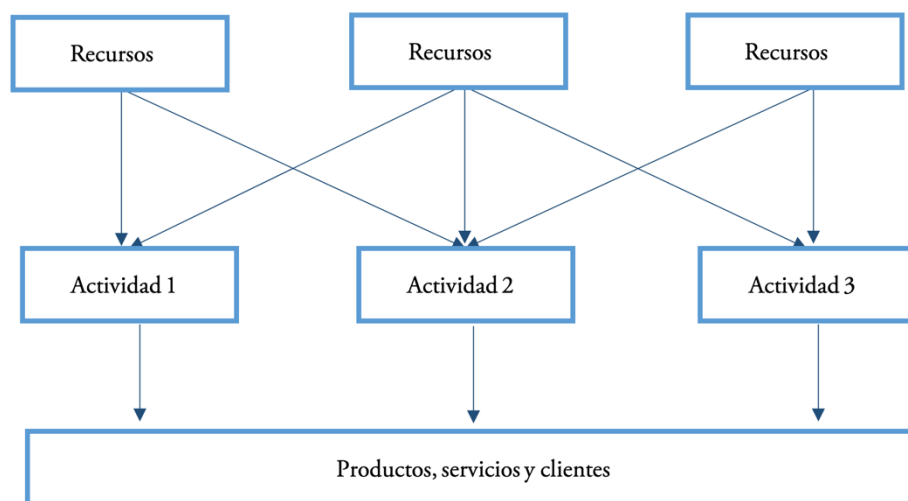 Recursos
Recursos
Recursos
Actividad 1
Actividad 2
Actividad 3
Productos, servicios y clientes